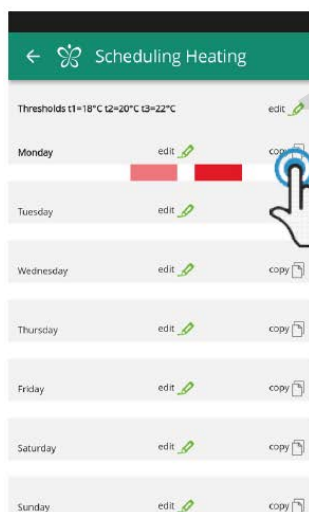 Scheduling Heating
Thresholds t1=18°C t2=20°C t3=22°C edit
Monday edit copy
Tuesday edit
Wednesday edit copy
Thursday edit copy
Friday edit copy
Saturday edit copy
Sunday edit copy